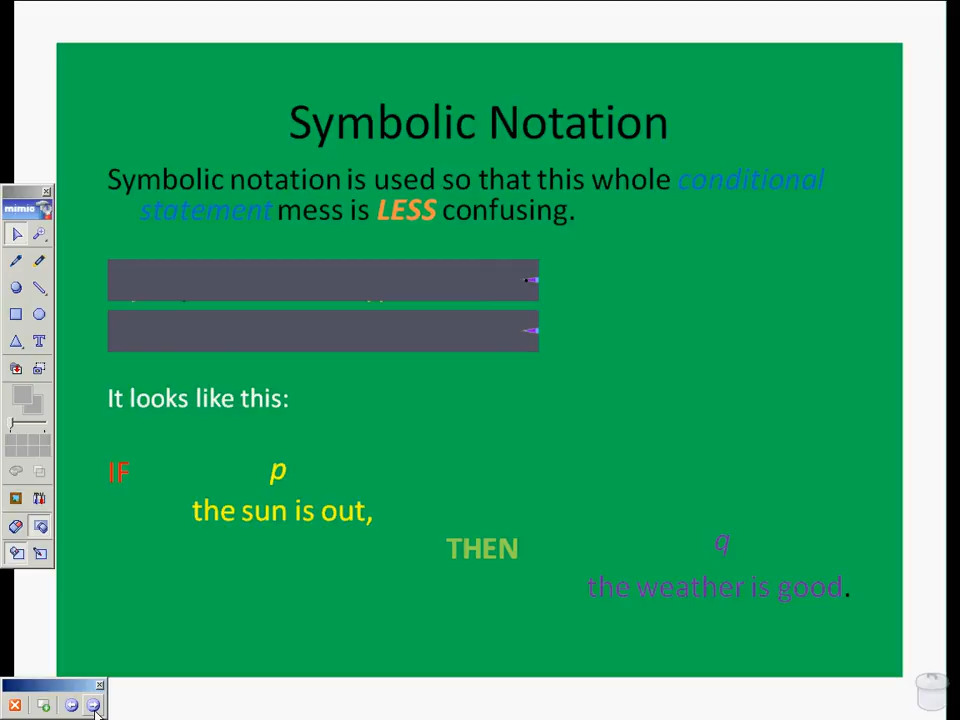 Symbolic Notation
Symbolic notation is used so that this whole conditional
statement mess is LESS confusing.
mimio
It looks like this:
IF p
the sun is out,
THEN
q
the weather is good.